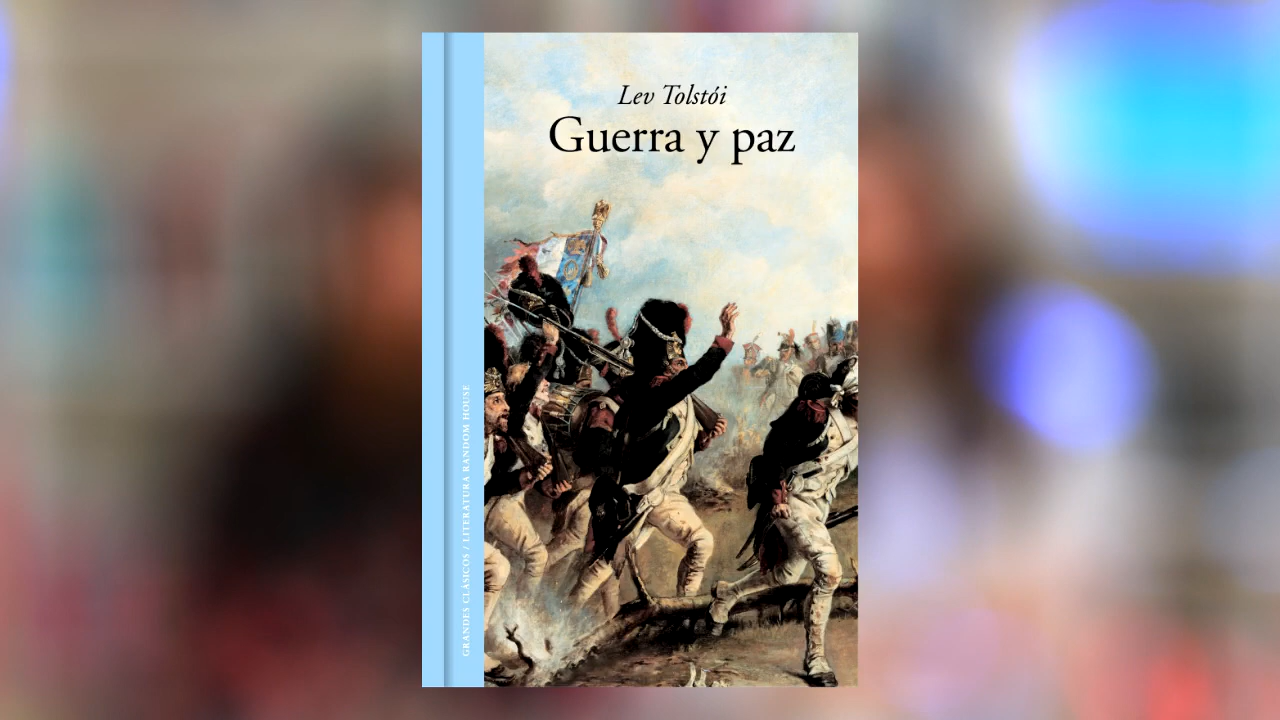 Lev Tolstói
Guerra y paz
GRANDES CLÁSICOS / LITERATURA RANDOM HOUSE